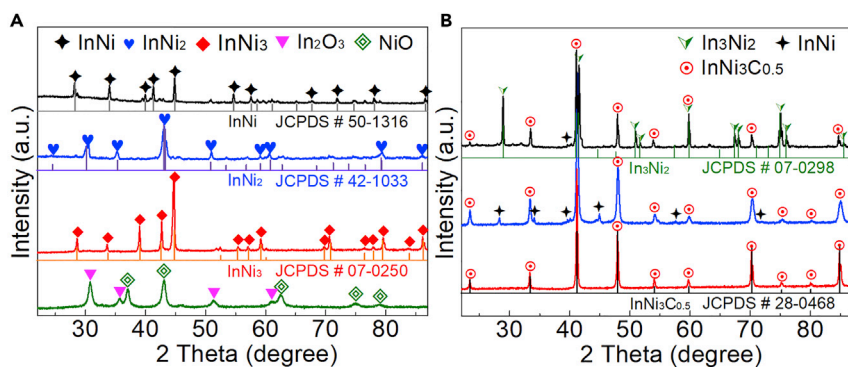 A
InNi InNi₂ InNi₃ In₂O₃ NiO
InNi JCPDS # 50-1316
InNi₂ JCPDS # 42-1033
InNi₃ JCPDS # 07-0250
Intensity (a.u.)
30 40 50 60 70 80
2 Theta (degree)
B
In₃Ni₂ InNi
InNi₃C₀.₅
In₃Ni₂ JCPDS # 07-0298
InNi₃C₀.₅ JCPDS # 28-0468
Intensity (a.u.)
30 40 50 60 70 80
2 Theta (degree)